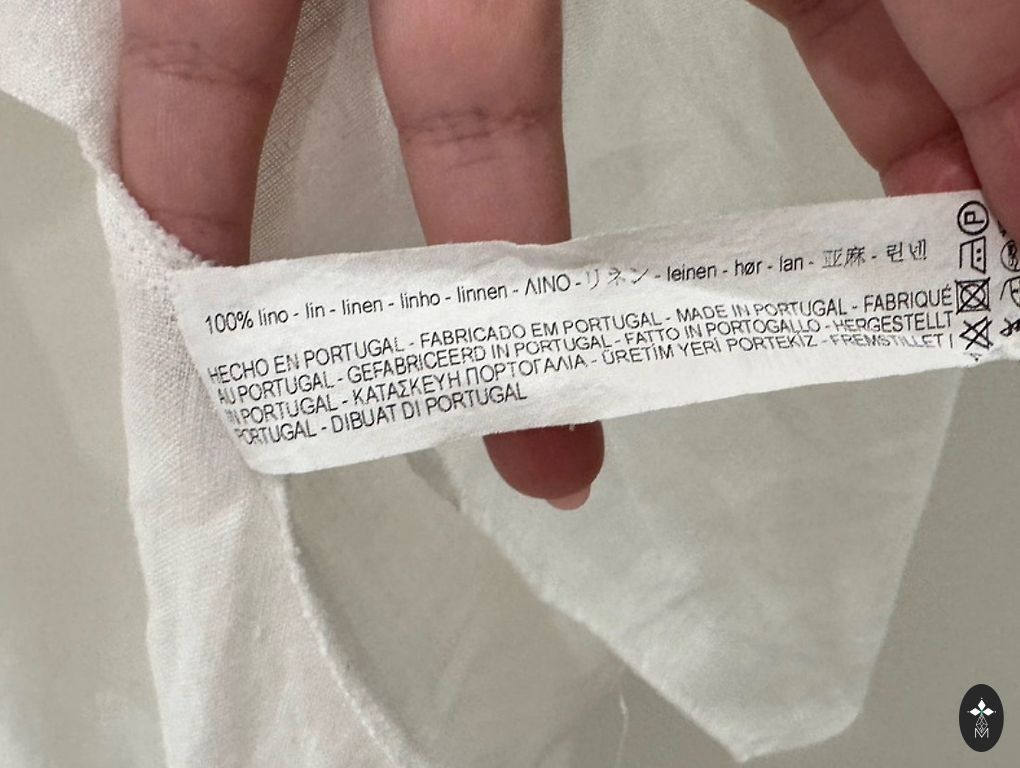 100% lino - lin - linen - linho - linnen - ΛΙΝΟ - リネン - leinen - hør - lan - 亚麻 - 린넨
HECHO EN PORTUGAL - FABRICADO EM PORTUGAL - MADE IN PORTUGAL - FABRIQUÉ
AU PORTUGAL - GEFABRICEERD IN PORTUGAL - FATTO IN PORTOGALLO - HERGESTELLT
IN PORTUGAL - ΚΑΤΑΣΚΕΥΗ ΠΟΡΤΟΓΑΛΙΑ - ÜRETİM YERİ PORTEKİZ - FREMSTILLET I
PORTUGAL - DIBUAT DI PORTUGAL
P
M